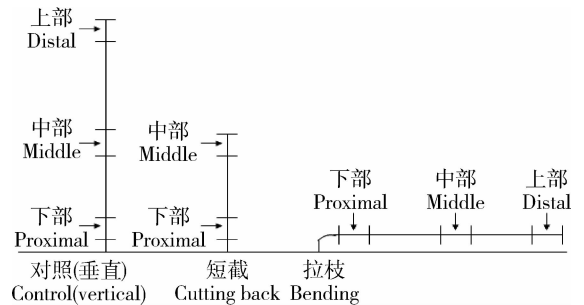 上部
Distal
中部
Middle
下部
Proximal
对照(垂直)
Control(vertical)
中部
Middle
下部
Proximal
短截
Cutting back
下部
Proximal
中部
Middle
上部
Distal
拉枝
Bending